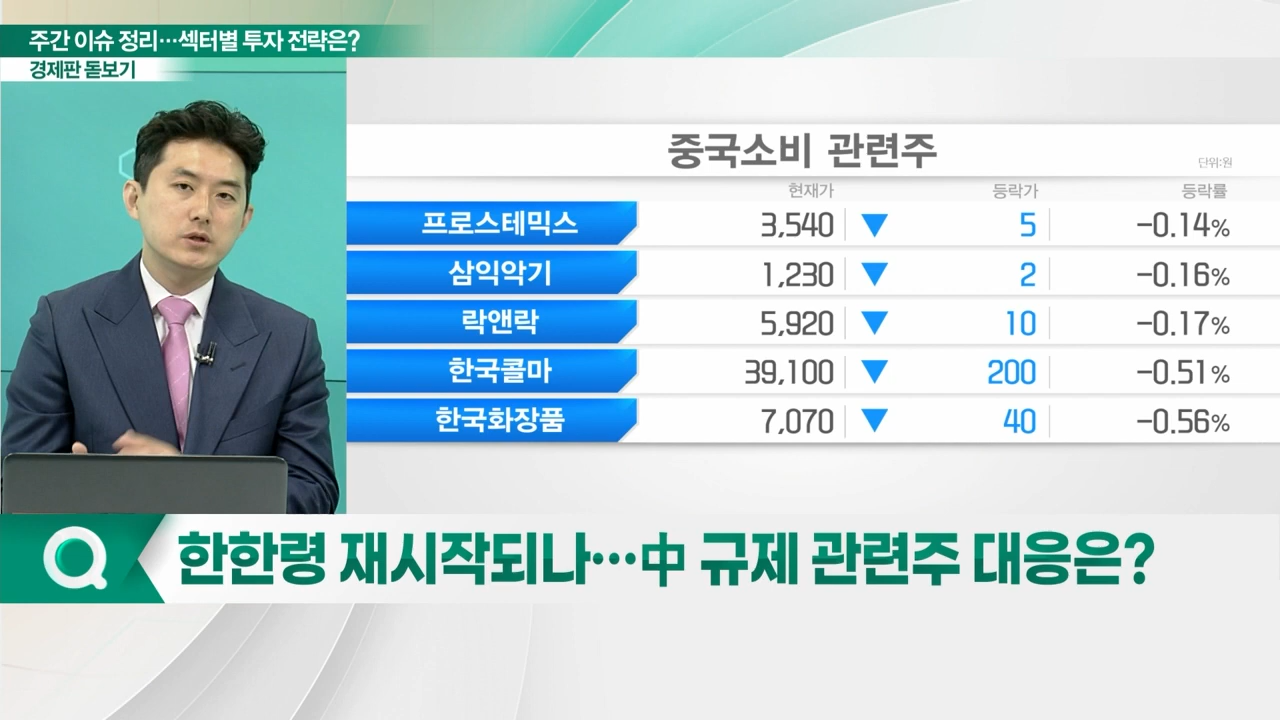 주간 이슈 정리…섹터별 투자 전략은?
경제판 돋보기
중국소비 관련주
단위:원
현재가 등락가 등락률
프로스테믹스 3,540 ▼ 5 -0.14%
삼익악기 1,230 ▼ 2 -0.16%
락앤락 5,920 ▼ 10 -0.17%
한국콜마 39,100 ▼ 200 -0.51%
한국화장품 7,070 ▼ 40 -0.56%
Q 한한령 재시작되나…中 규제 관련주 대응은?